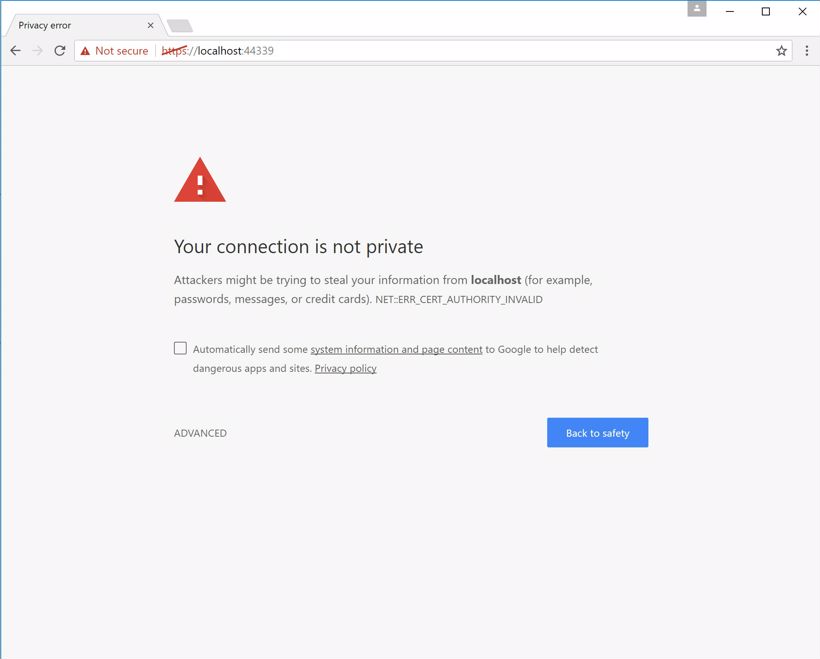 Privacy error
Not secure https://localhost:44339
Your connection is not private
Attackers might be trying to steal your information from localhost (for example,
passwords, messages, or credit cards). NET::ERR_CERT_AUTHORITY_INVALID
Automatically send some system information and page content to Google to help detect
dangerous apps and sites. Privacy policy
ADVANCED
Back to safety